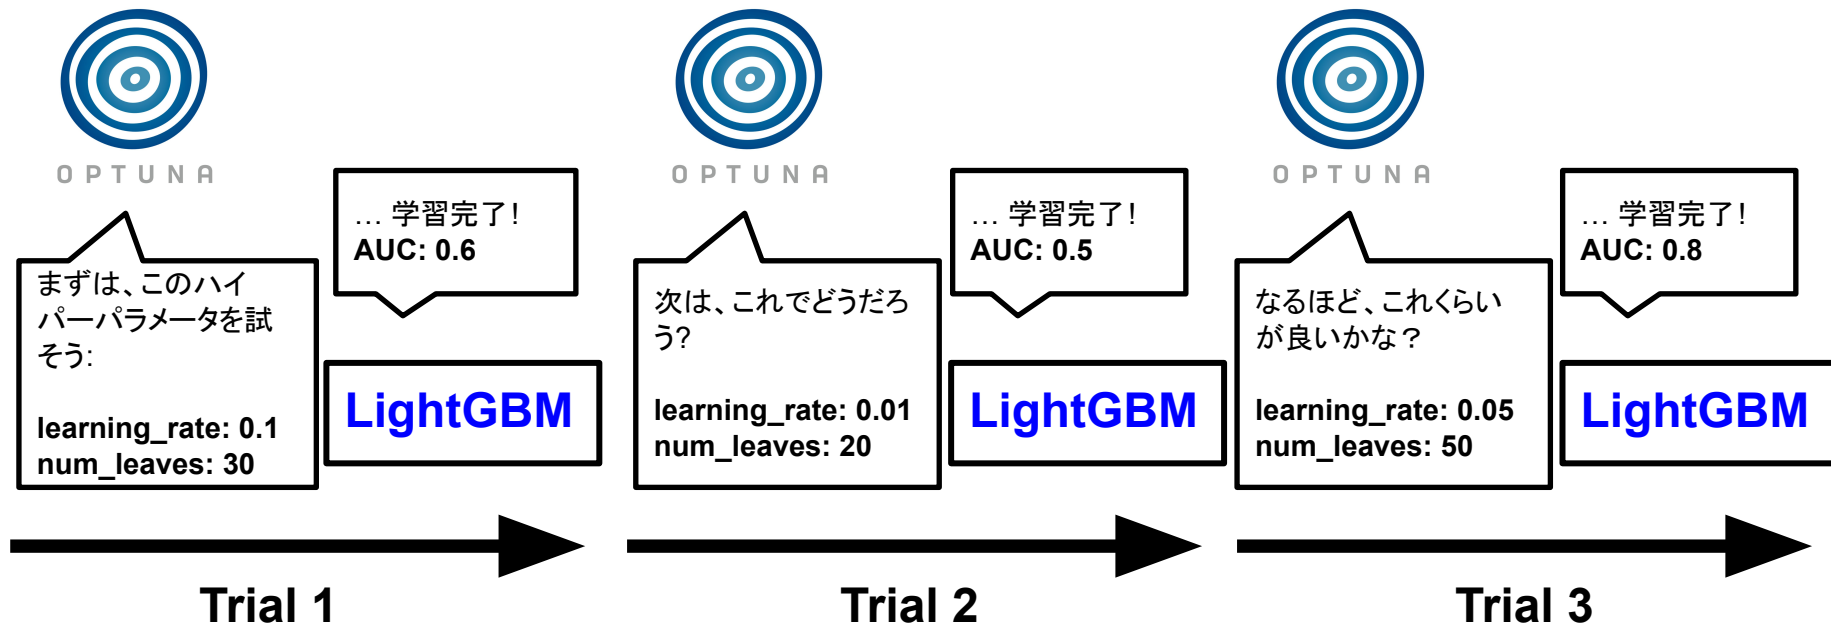 OPTUNA
まずは、このハイ
パーパラメータを試
そう:
learning_rate: 0.1
num_leaves: 30
… 学習完了!
AUC: 0.6
LightGBM
Trial 1
OPTUNA
次は、これでどうだろ
う?
learning_rate: 0.01
num_leaves: 20
… 学習完了!
AUC: 0.5
LightGBM
Trial 2
OPTUNA
なるほど、これくらい
が良いかな？
learning_rate: 0.05
num_leaves: 50
… 学習完了!
AUC: 0.8
LightGBM
Trial 3